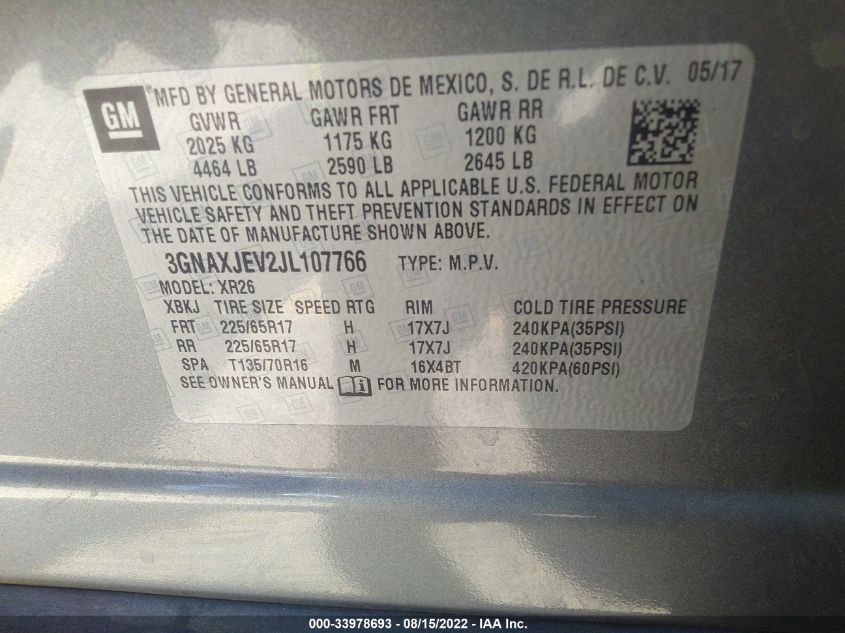 GM ® MFD BY GENERAL MOTORS DE MEXICO, S. DE R.L. DE C.V. 05/17
GVWR GAWR FRT GAWR RR
2025 KG 1175 KG 1200 KG
4464 LB 2590 LB 2645 LB
THIS VEHICLE CONFORMS TO ALL APPLICABLE U.S. FEDERAL MOTOR
VEHICLE SAFETY AND THEFT PREVENTION STANDARDS IN EFFECT ON
THE DATE OF MANUFACTURE SHOWN ABOVE.
3GNAXJEV2JL107766 TYPE: M.P.V.
MODEL: XR26
XBKJ TIRE SIZE SPEED RTG RIM COLD TIRE PRESSURE
FRT 225/65R17 H 17X7J 240KPA(35PSI)
RR 225/65R17 H 17X7J 240KPA(35PSI)
SPA T135/70R16 M 16X4BT 420KPA(60PSI)
SEE OWNER'S MANUAL FOR MORE INFORMATION.
000-33978693 - 08/15/2022 - IAA Inc.